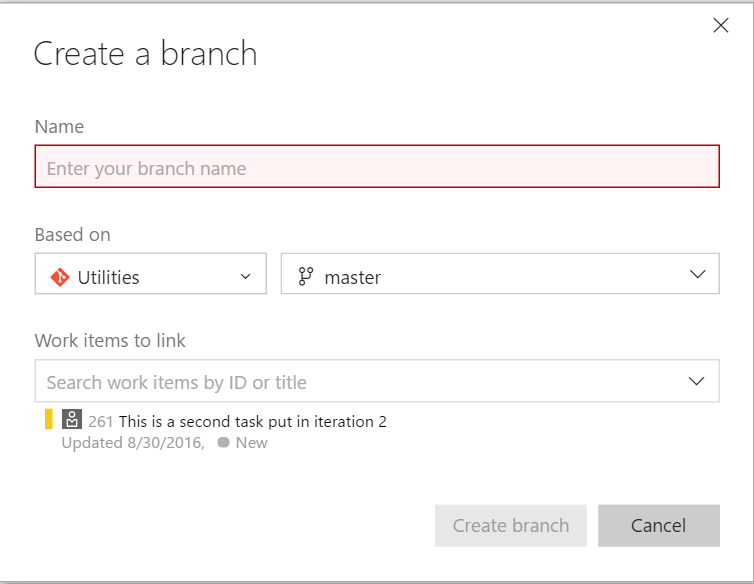 Create a branch
Name
Enter your branch name
Based on
Utilities master
Work items to link
Search work items by ID or title
261 This is a second task put in iteration 2
Updated 8/30/2016, New
Create branch Cancel